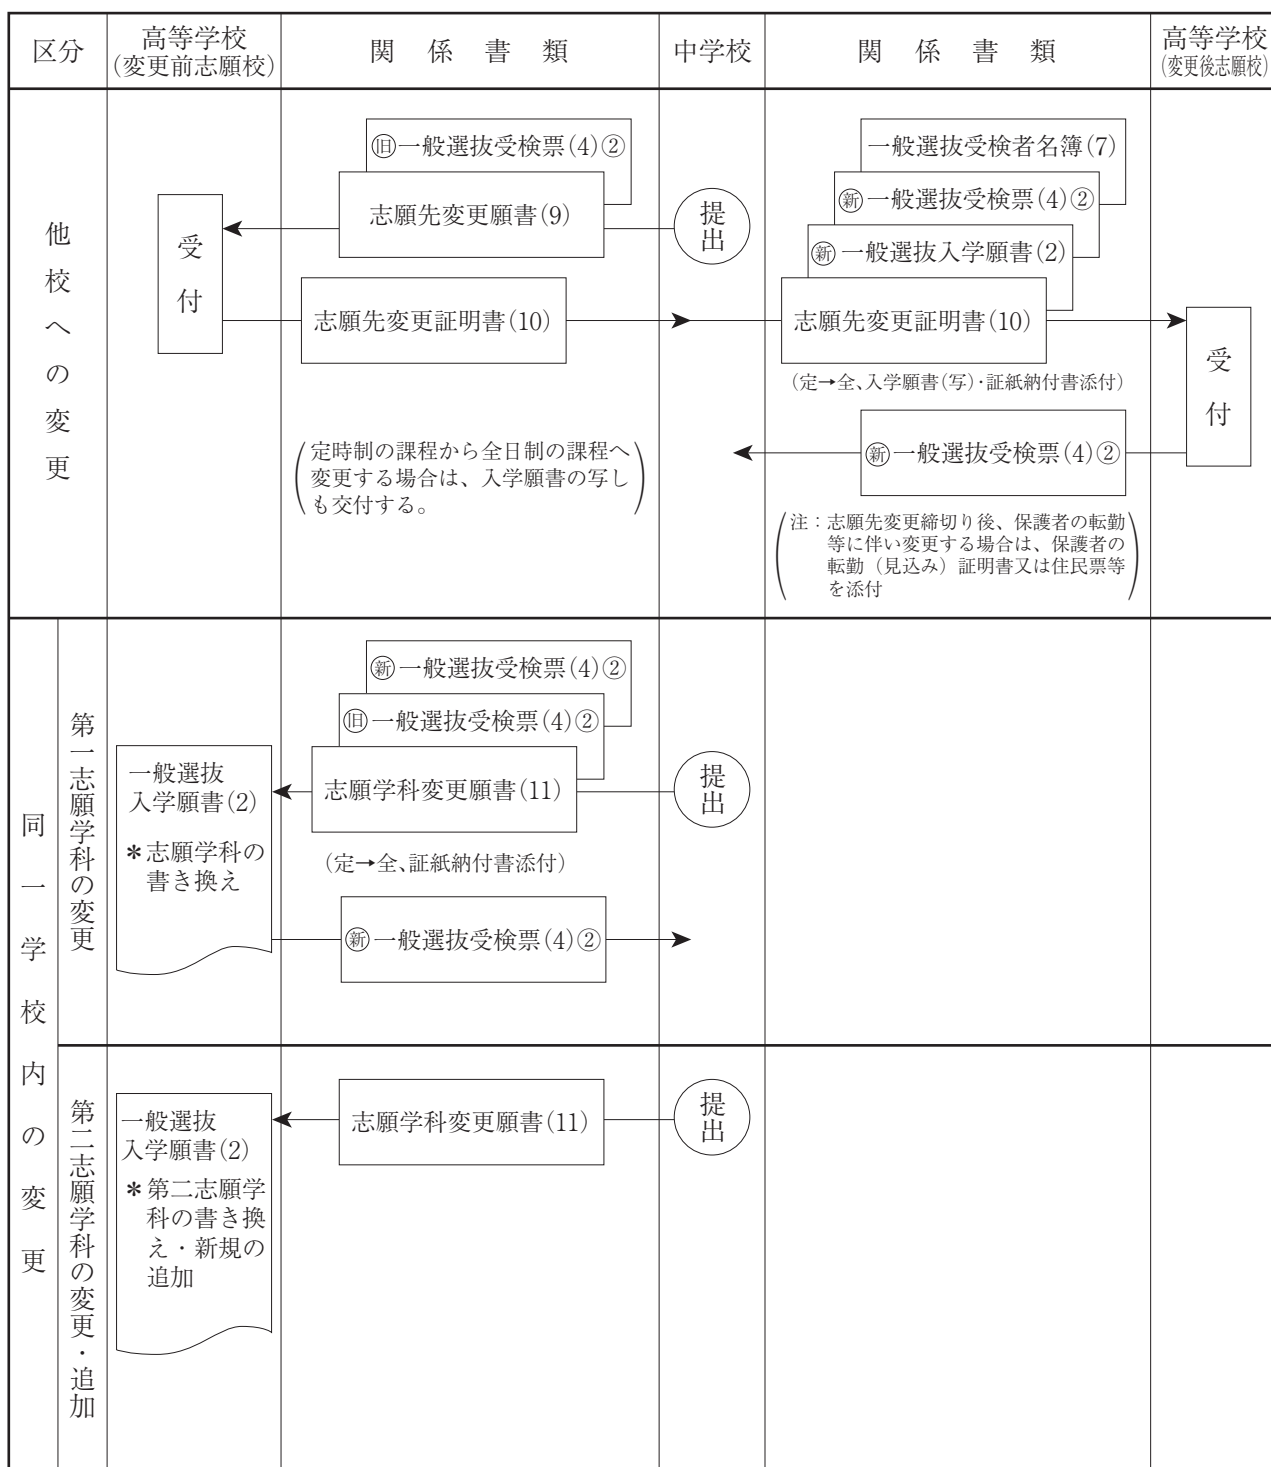 区分
高等学校
(変更前志願校)
関係書類
中学校
関係書類
高等学校
(変更後志願校)
他校への変更
受付
㊞一般選抜受検票(4)②
志願先変更願書(9)
志願先変更証明書(10)
(定時制の課程から全日制の課程へ
変更する場合は、入学願書の写し
も交付する。)
提出
一般選抜受検者名簿(7)
新一般選抜受検票(4)②
新一般選抜入学願書(2)
志願先変更証明書(10)
(定→全、入学願書(写)・証紙納付書添付)
新一般選抜受検票(4)②
(注：志願先変更締切り後、保護者の転勤
等に伴い変更する場合は、保護者の
転勤（見込み）証明書又は住民票等
を添付)
受付
同一学校内の変更
第一志願学科の変更
一般選抜
入学願書(2)
＊志願学科の
書き換え
新一般選抜受検票(4)②
旧一般選抜受検票(4)②
志願学科変更願書(11)
(定→全、証紙納付書添付)
新一般選抜受検票(4)②
提出
第二志願学科の変更・追加
一般選抜
入学願書(2)
＊第二志願学
科の書き換
え・新規の
追加
志願学科変更願書(11)
提出